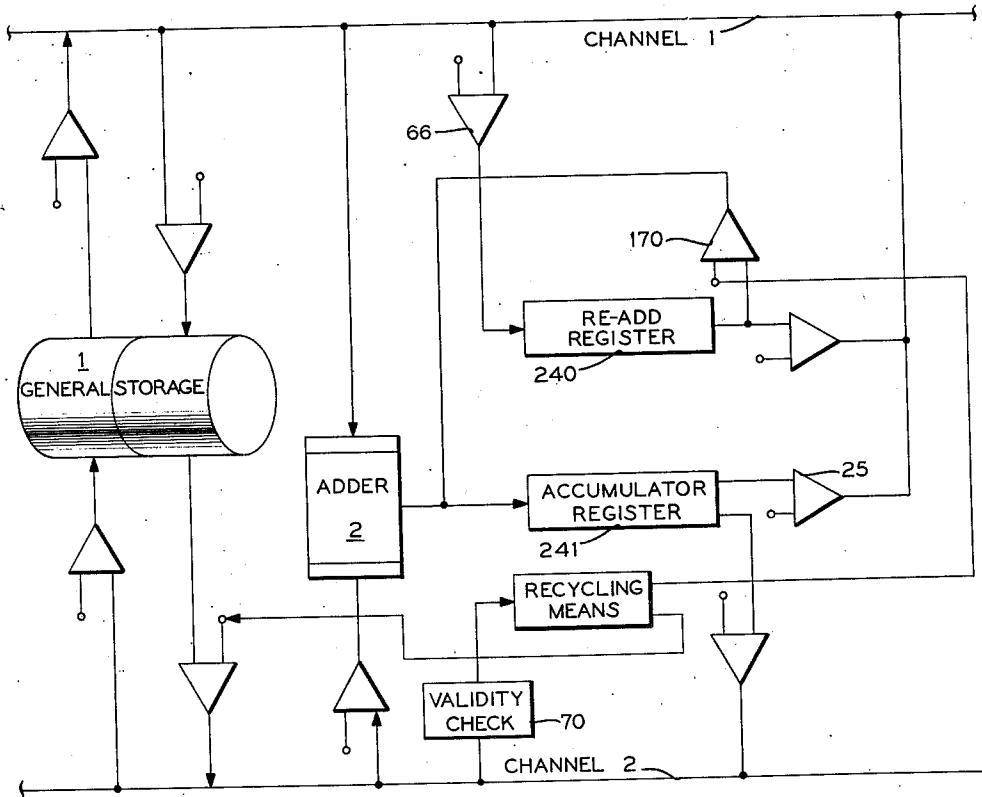 CHANNEL 1
66
170
RE-ADD
REGISTER
240
1
GENERAL STORAGE
ADDER
2
ACCUMULATOR
REGISTER
241
25
RECYCLING
MEANS
VALIDITY
CHECK
70
CHANNEL 2